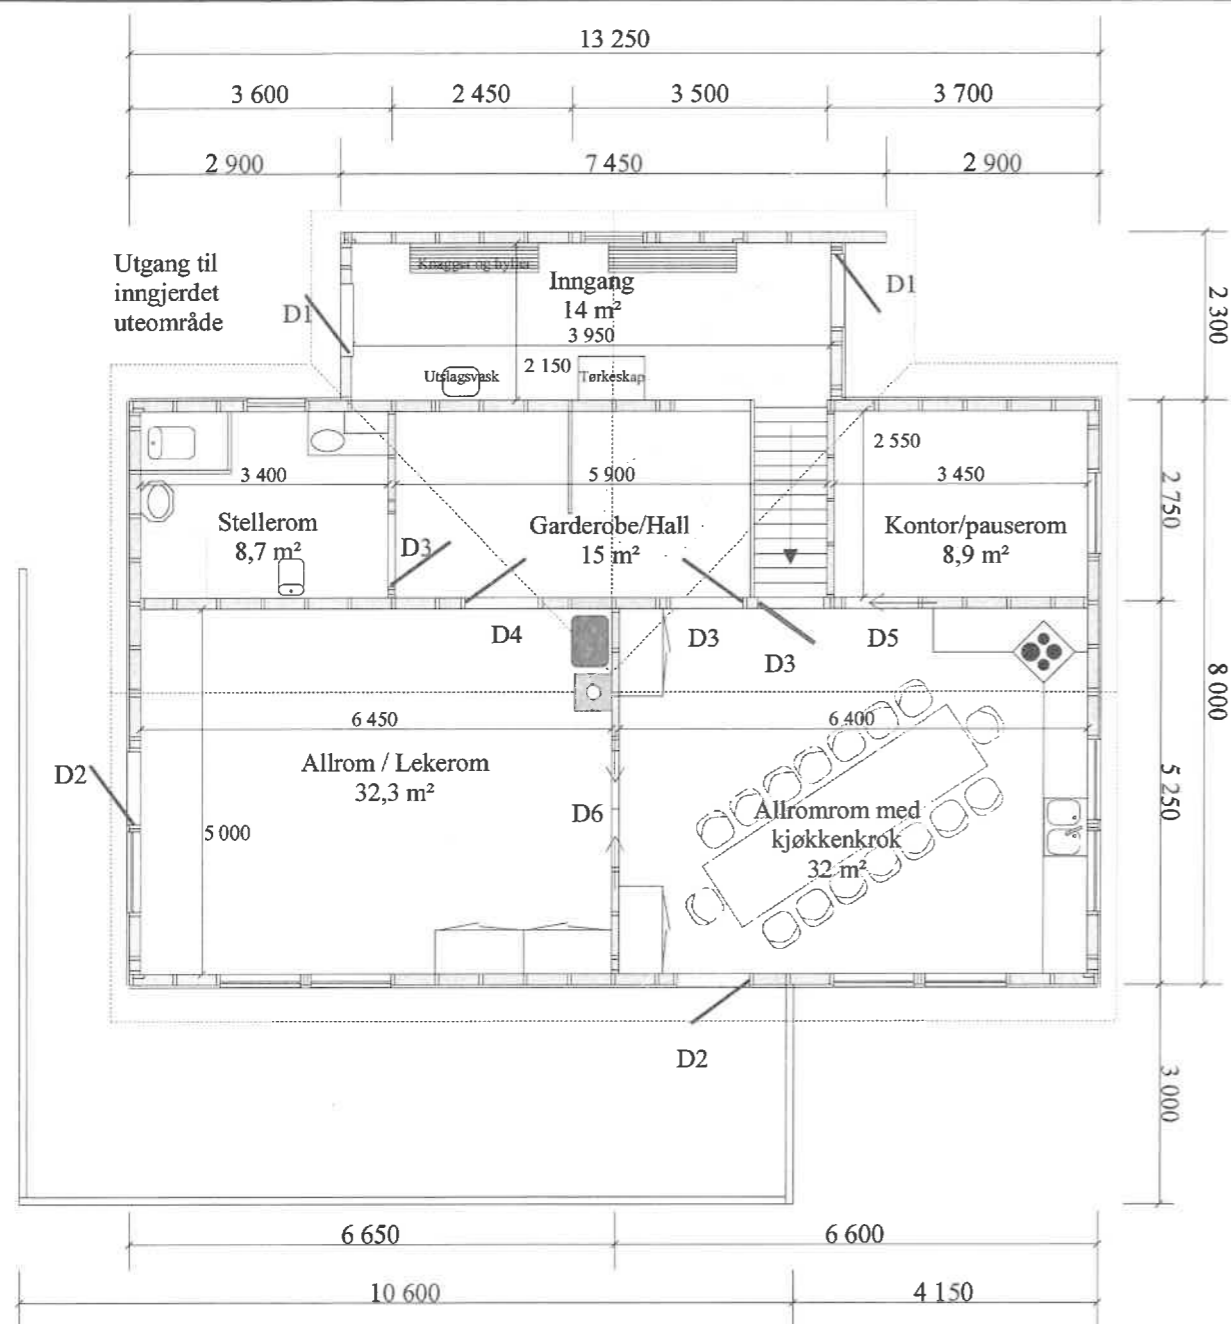 13 250
3 600
2 450
3 500
3 700
2 900
7 450
2 900
Utgang til
inngjerdet
uteområde
D1
Knagger og hyller
Inngang
14 m²
3 950
2 150
Utslagsvask
Tørkeskap
D1
2 300
3 400
Stellerom
8,7 m²
D3
5 900
Garderobe/Hall
15 m²
2 550
3 450
Kontor/pauserom
8,9 m²
2 750
8 000
D4
D3
D3
D5
6 450
6 400
Allrom / Lekerom
32,3 m²
D2
5 000
D6
Allromrom med
kjøkkenkrok
32 m²
5 250
D2
3 000
6 650
6 600
10 600
4 150